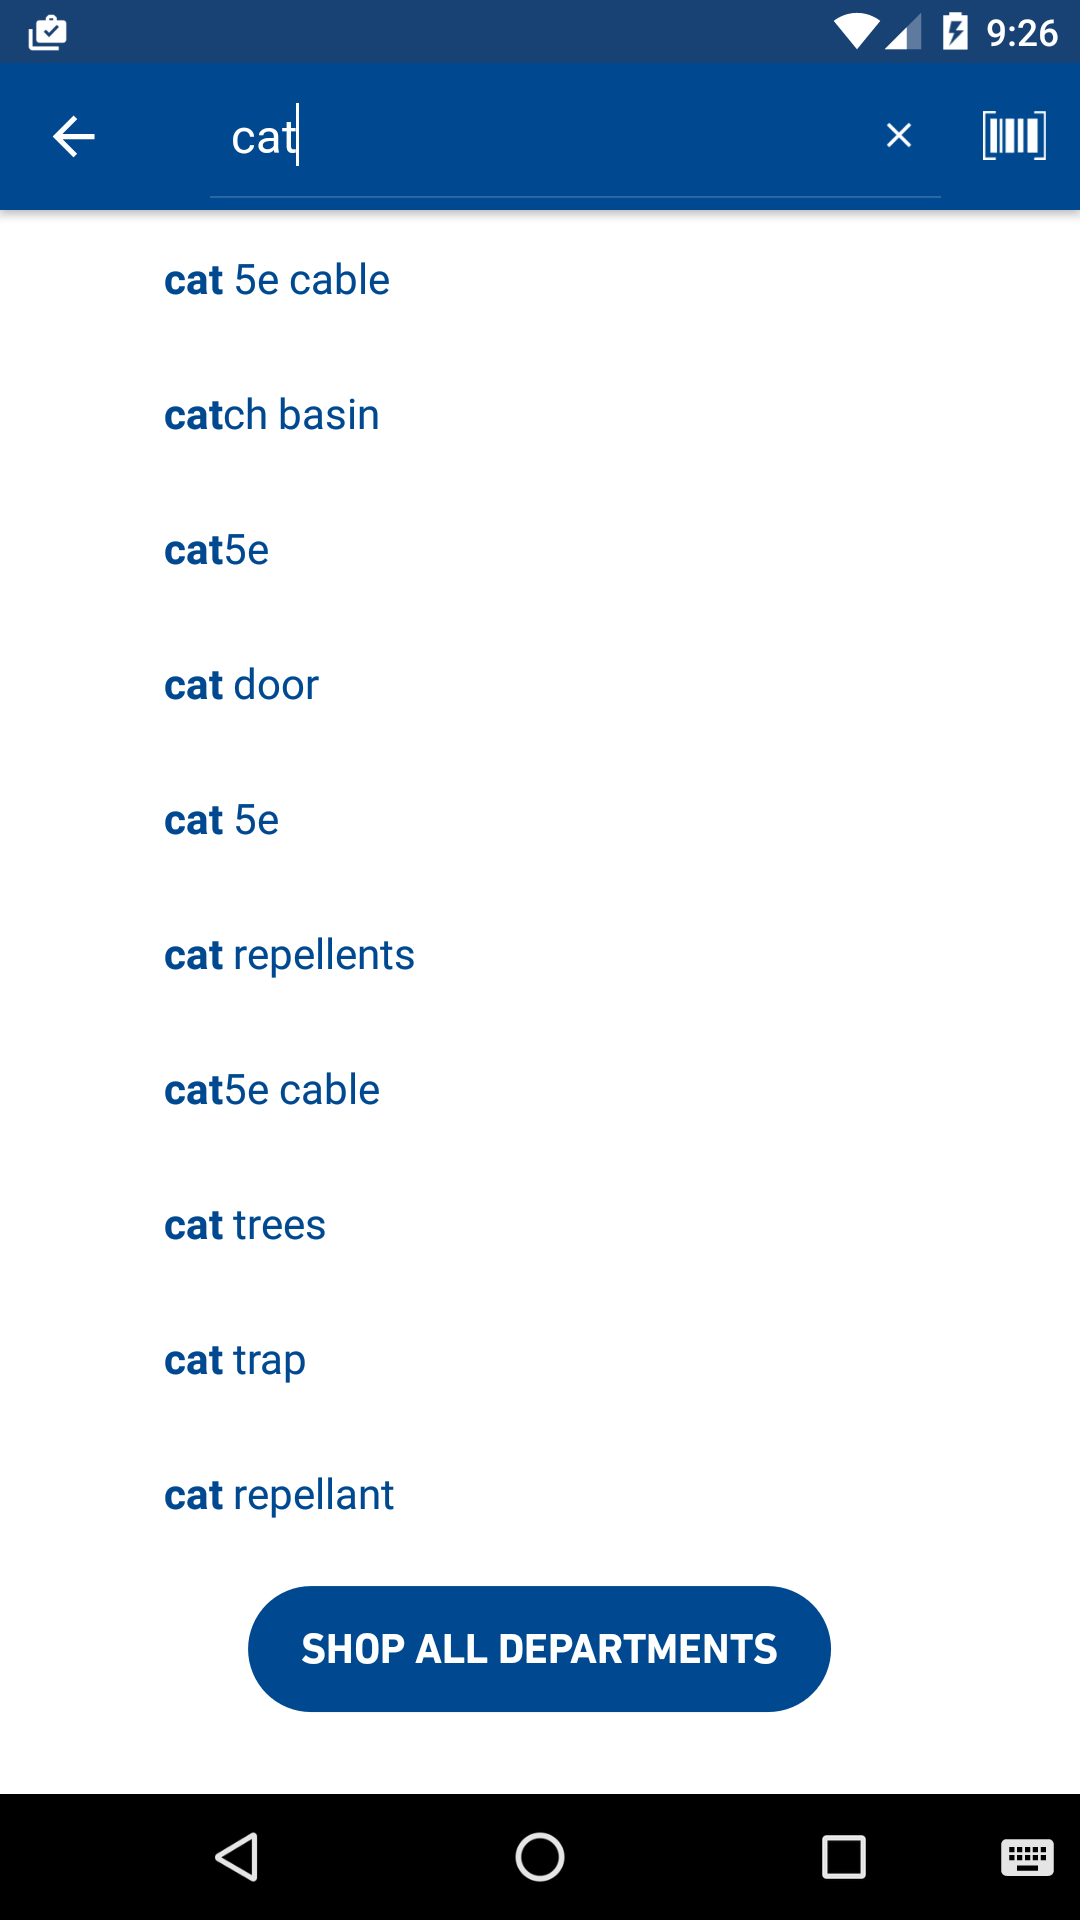 9:26
cat
cat 5e cable
catch basin
cat5e
cat door
cat 5e
cat repellents
cat5e cable
cat trees
cat trap
cat repellant
SHOP ALL DEPARTMENTS